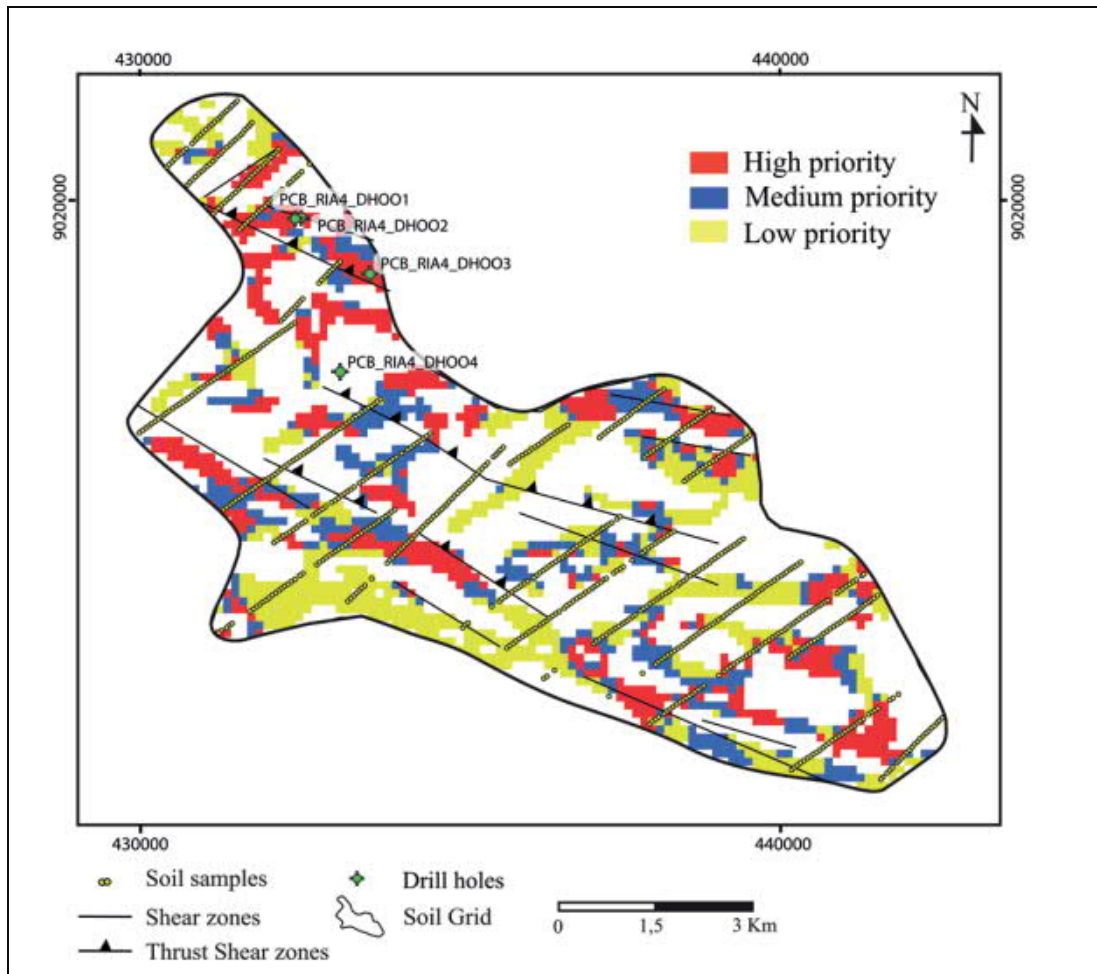 430000
440000
N
High priority
Medium priority
Low priority
9020000
9020000
PCB_RIA4_DHOO1
PCB_RIA4_DHOO2
PCB_RIA4_DHOO3
PCB_RIA4_DHOO4
430000
440000
Soil samples
Drill holes
Shear zones
Soil Grid
0
1,5
3 Km
Thrust Shear zones